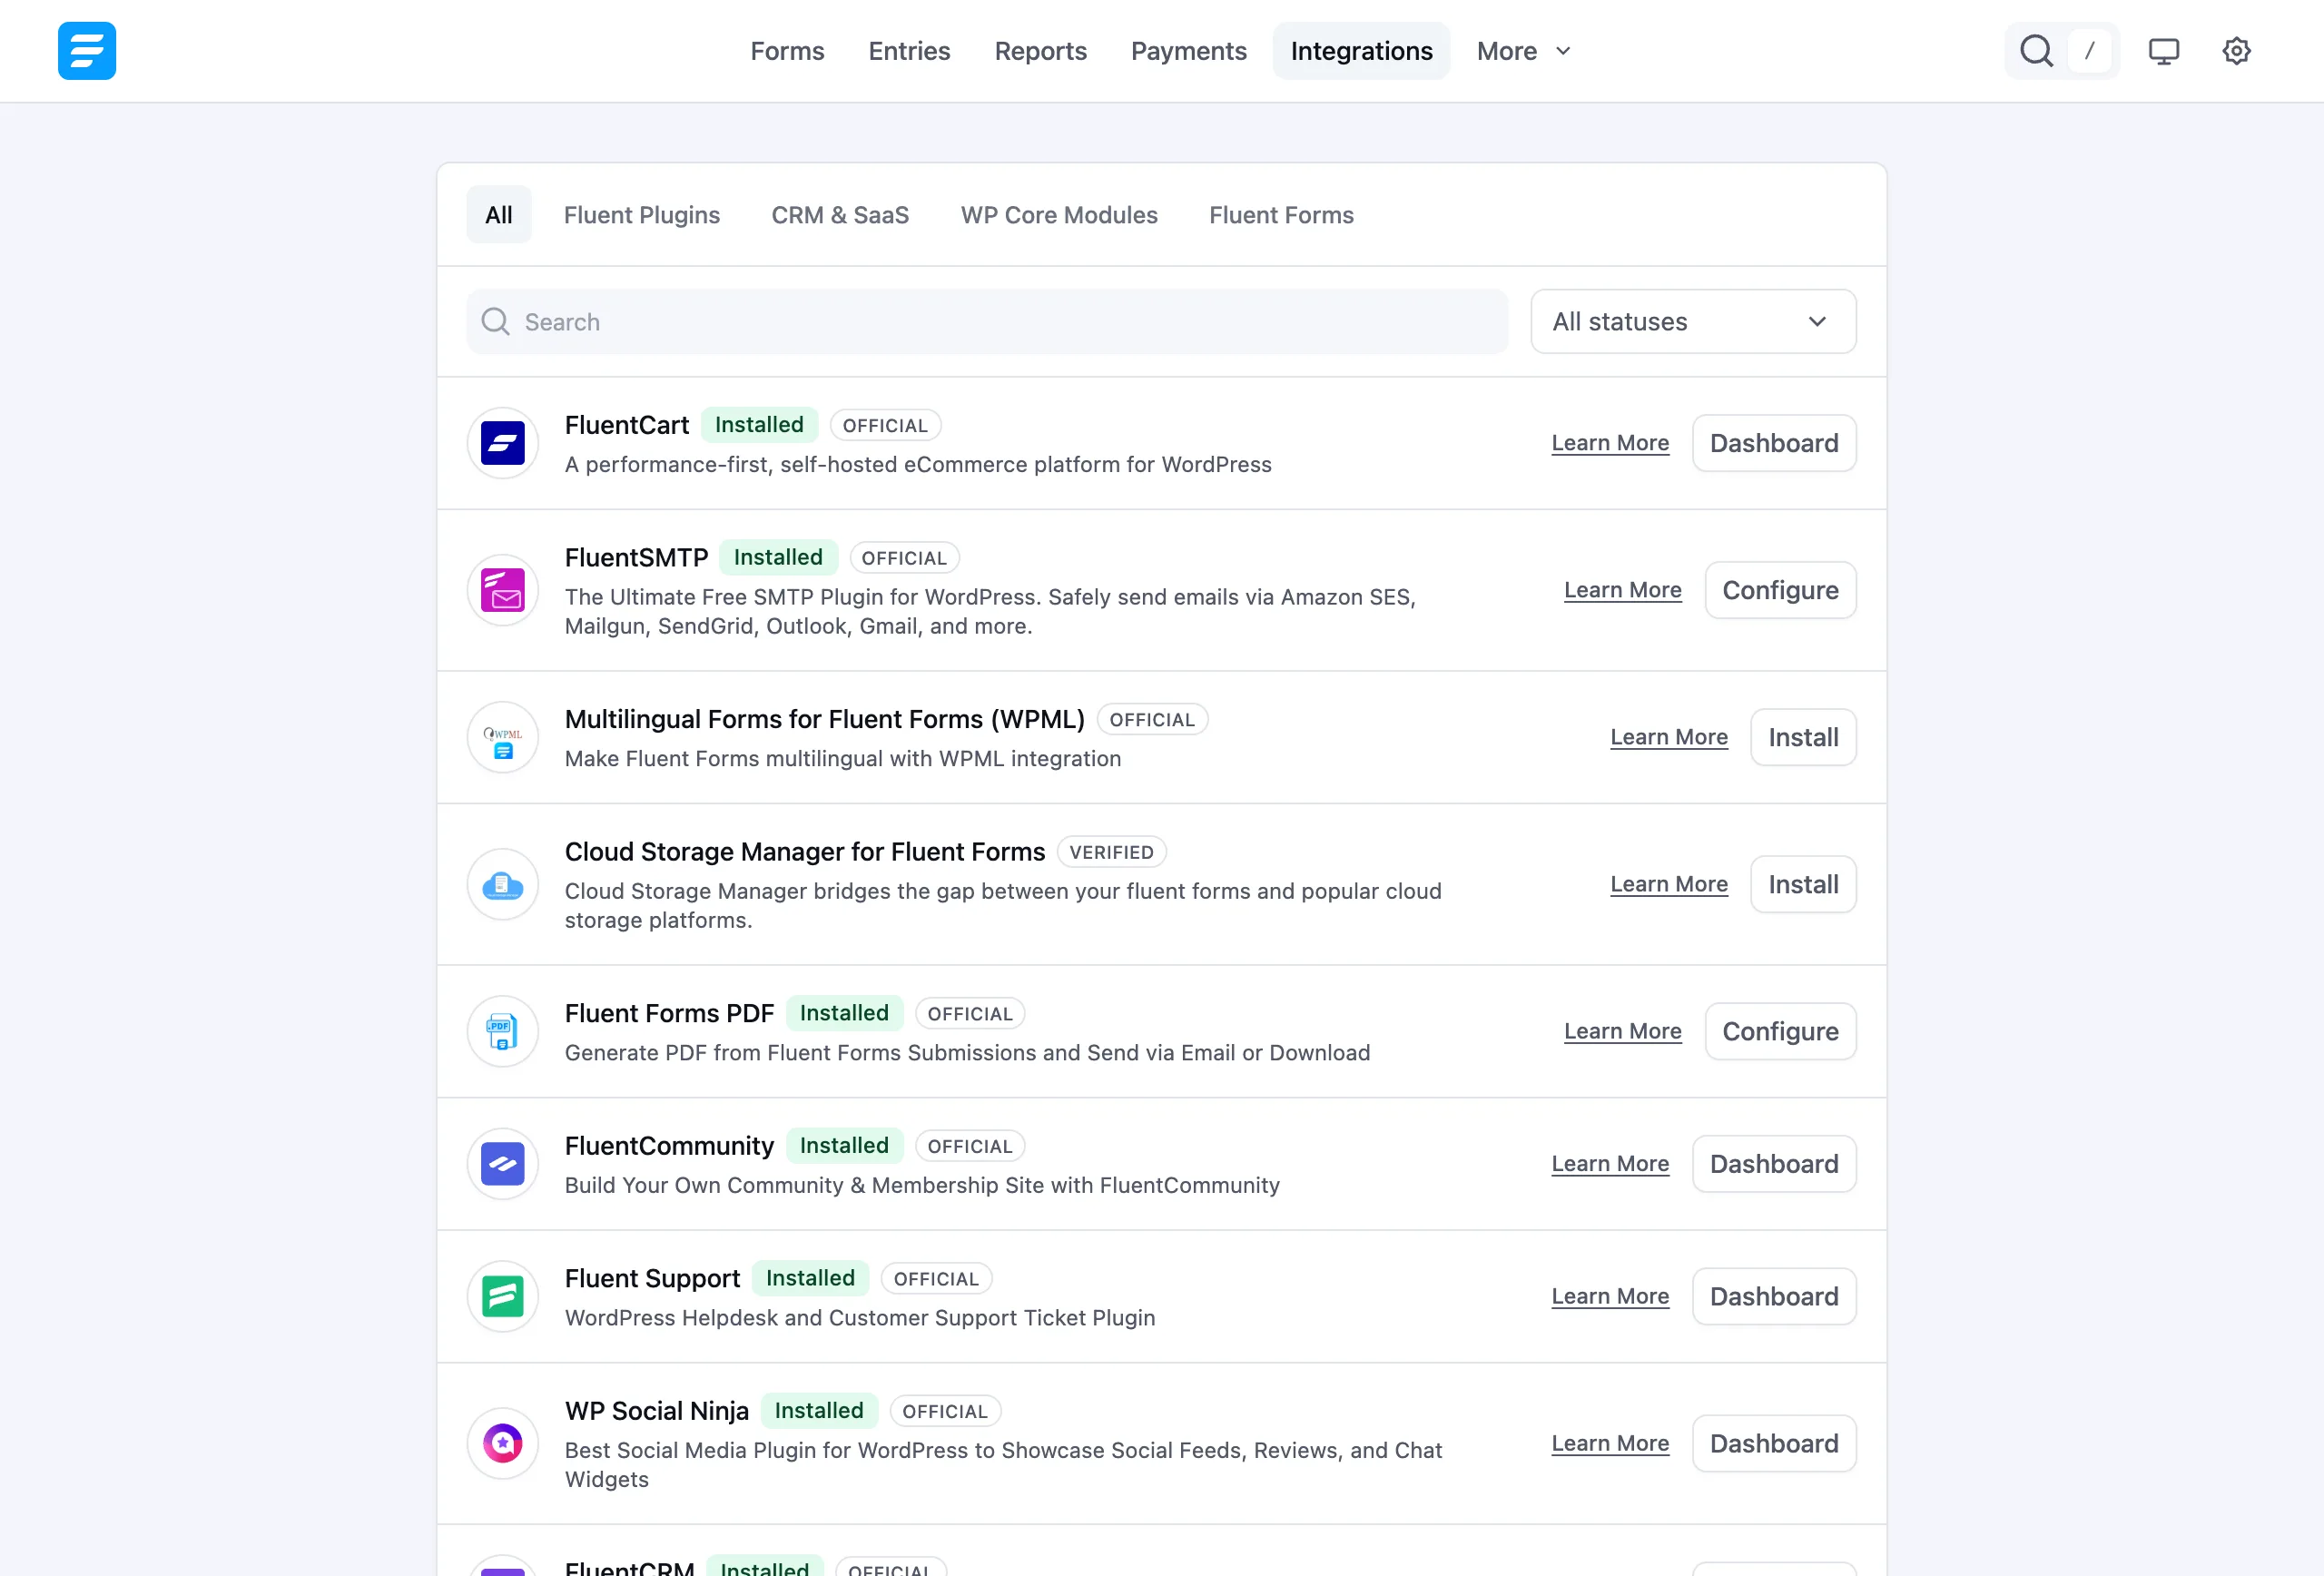 Forms Entries Reports Payments Integrations More /
All Fluent Plugins CRM & SaaS WP Core Modules Fluent Forms
Search All statuses
FluentCart Installed OFFICIAL
A performance-first, self-hosted eCommerce platform for WordPress
Learn More Dashboard
FluentSMTP Installed OFFICIAL
The Ultimate Free SMTP Plugin for WordPress. Safely send emails via Amazon SES,
Mailgun, SendGrid, Outlook, Gmail, and more.
Learn More Configure
WPML
Multilingual Forms for Fluent Forms (WPML) OFFICIAL
Make Fluent Forms multilingual with WPML integration
Learn More Install
Cloud Storage Manager for Fluent Forms VERIFIED
Cloud Storage Manager bridges the gap between your fluent forms and popular cloud
storage platforms.
Learn More Install
.PDF
Fluent Forms PDF Installed OFFICIAL
Generate PDF from Fluent Forms Submissions and Send via Email or Download
Learn More Configure
FluentCommunity Installed OFFICIAL
Build Your Own Community & Membership Site with FluentCommunity
Learn More Dashboard
Fluent Support Installed OFFICIAL
WordPress Helpdesk and Customer Support Ticket Plugin
Learn More Dashboard
WP Social Ninja Installed OFFICIAL
Best Social Media Plugin for WordPress to Showcase Social Feeds, Reviews, and Chat
Widgets
Learn More Dashboard
FluentCRM Installed OFFICIAL